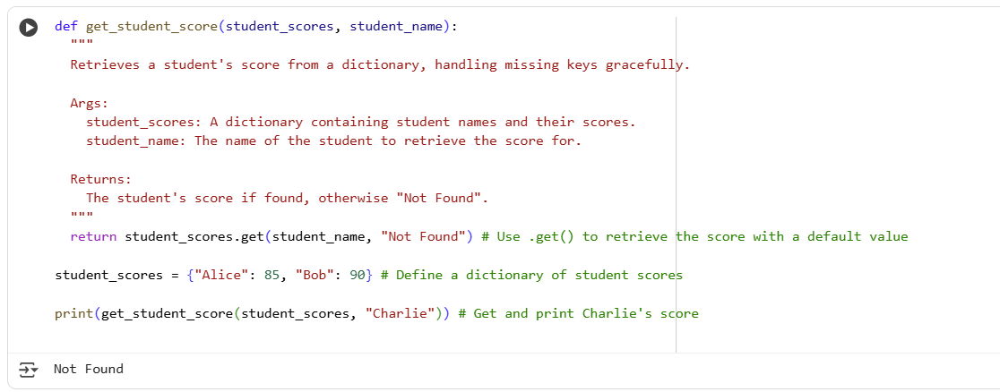 def get_student_score(student_scores, student_name):
  """
  Retrieves a student's score from a dictionary, handling missing keys gracefully.

  Args:
    student_scores: A dictionary containing student names and their scores.
    student_name: The name of the student to retrieve the score for.

  Returns:
    The student's score if found, otherwise "Not Found".
  """
  return student_scores.get(student_name, "Not Found") # Use .get() to retrieve the score with a default value

student_scores = {"Alice": 85, "Bob": 90} # Define a dictionary of student scores

print(get_student_score(student_scores, "Charlie")) # Get and print Charlie's score

Not Found